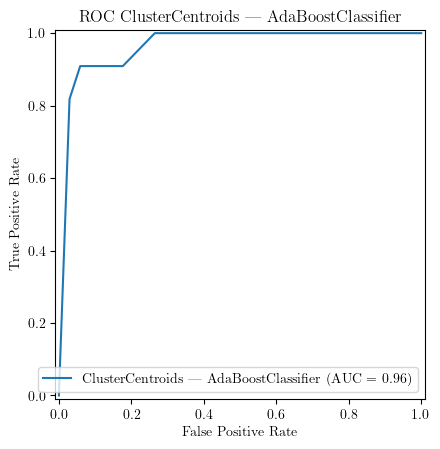 ROC ClusterCentroids — AdaBoostClassifier
1.0
0.8
0.6
0.4
0.2
0.0
True Positive Rate
ClusterCentroids — AdaBoostClassifier (AUC = 0.96)
0.0 0.2 0.4 0.6 0.8 1.0
False Positive Rate